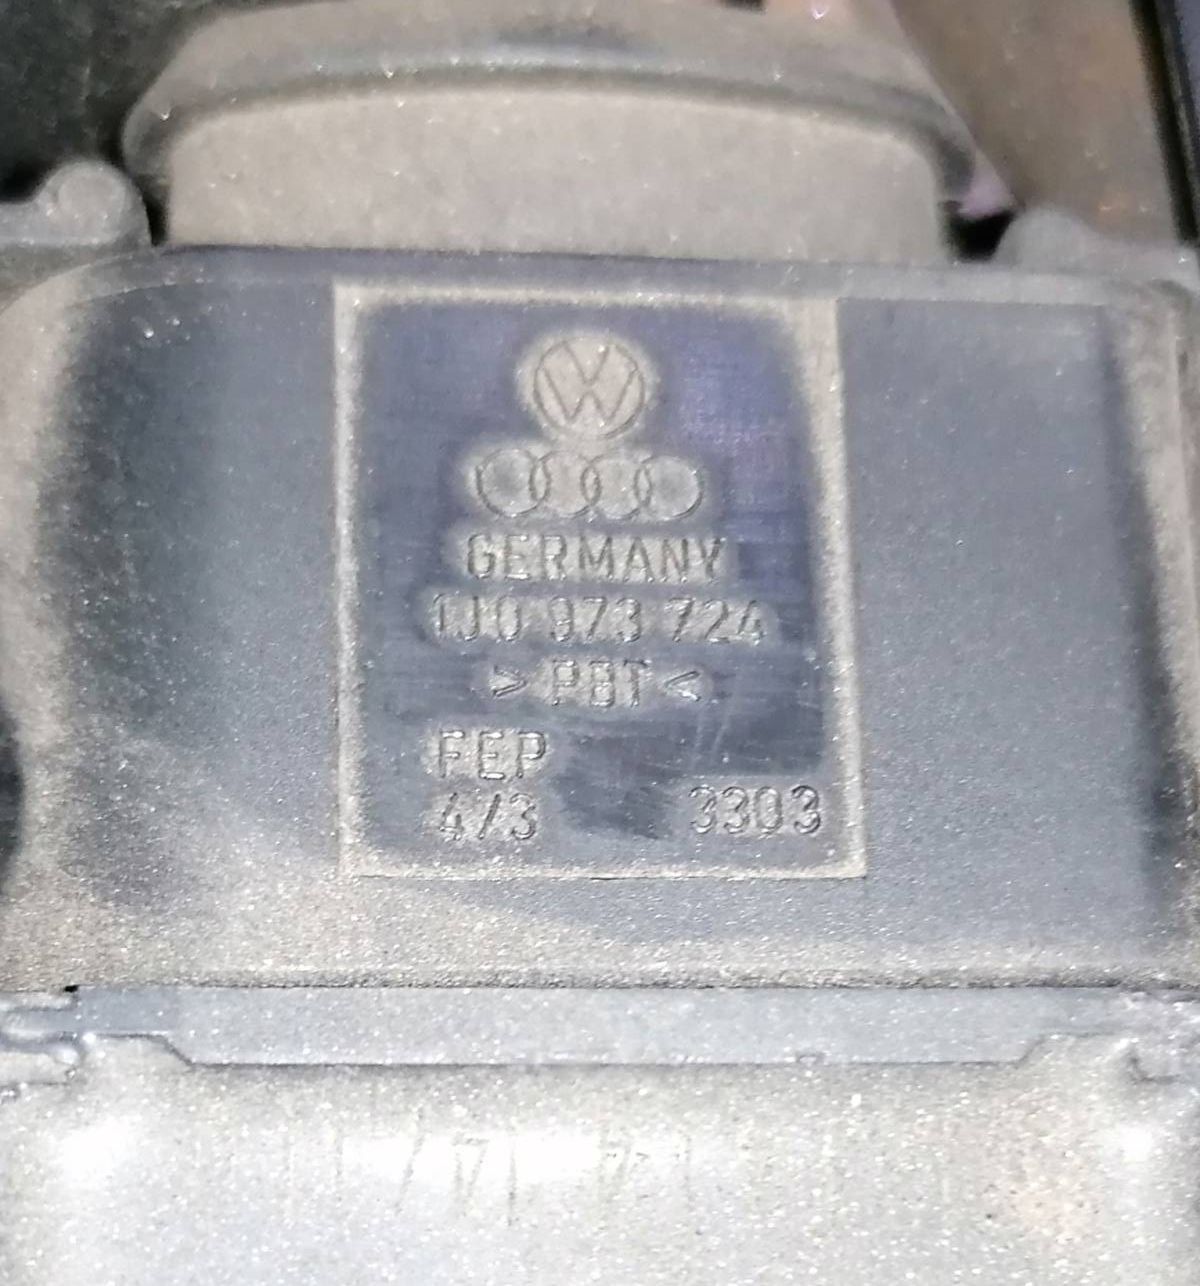 GERMANY
1J0 973 724
> PBT <
FEP
4/3 3303